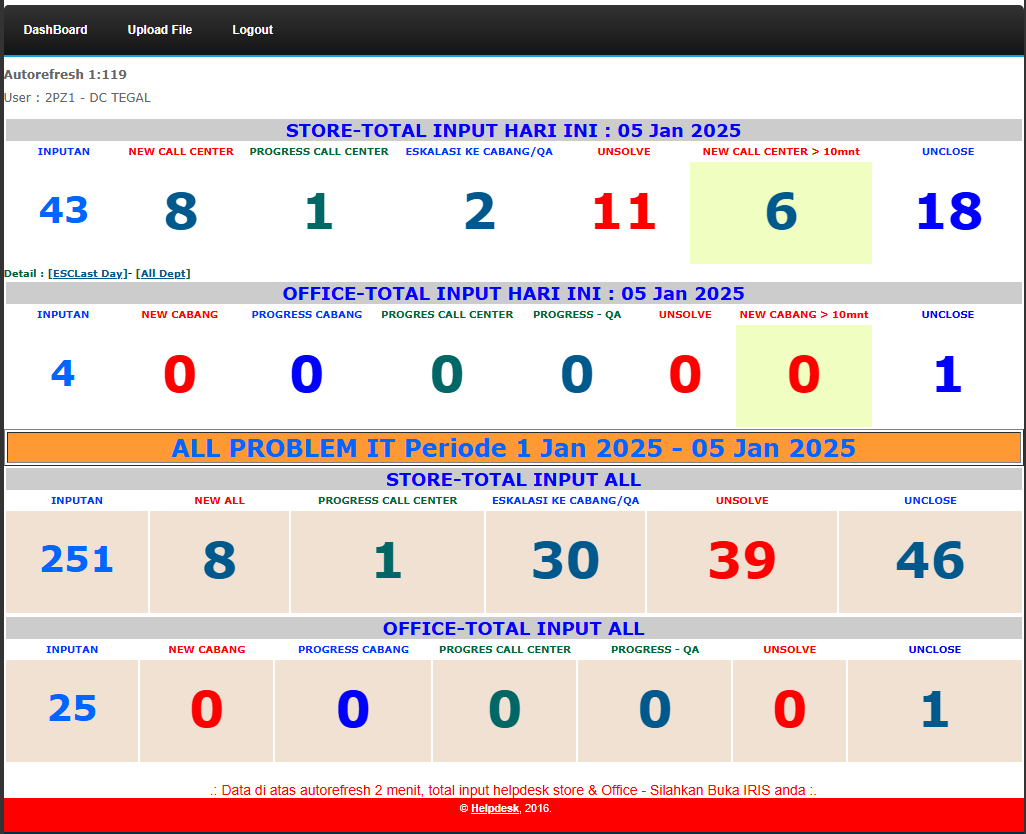 DashBoard Upload File Logout
Autorefresh 1:119
User : 2PZ1 - DC TEGAL
STORE-TOTAL INPUT HARI INI : 05 Jan 2025
INPUTAN NEW CALL CENTER PROGRESS CALL CENTER ESKALASI KE CABANG/QA UNSOLVE NEW CALL CENTER > 10mnt UNCLOSE
43 8 1 2 11 6 18
Detail : [ESCLast Day]- [All Dept]
OFFICE-TOTAL INPUT HARI INI : 05 Jan 2025
INPUTAN NEW CABANG PROGRESS CABANG PROGRES CALL CENTER PROGRESS - QA UNSOLVE NEW CABANG > 10mnt UNCLOSE
4 0 0 0 0 0 0 1
ALL PROBLEM IT Periode 1 Jan 2025 - 05 Jan 2025
STORE-TOTAL INPUT ALL
INPUTAN NEW ALL PROGRESS CALL CENTER ESKALASI KE CABANG/QA UNSOLVE UNCLOSE
251 8 1 30 39 46
OFFICE-TOTAL INPUT ALL
INPUTAN NEW CABANG PROGRESS CABANG PROGRES CALL CENTER PROGRESS - QA UNSOLVE UNCLOSE
25 0 0 0 0 0 1
.: Data di atas autorefresh 2 menit, total input helpdesk store & Office - Silahkan Buka IRIS anda :.
© Helpdesk, 2016.